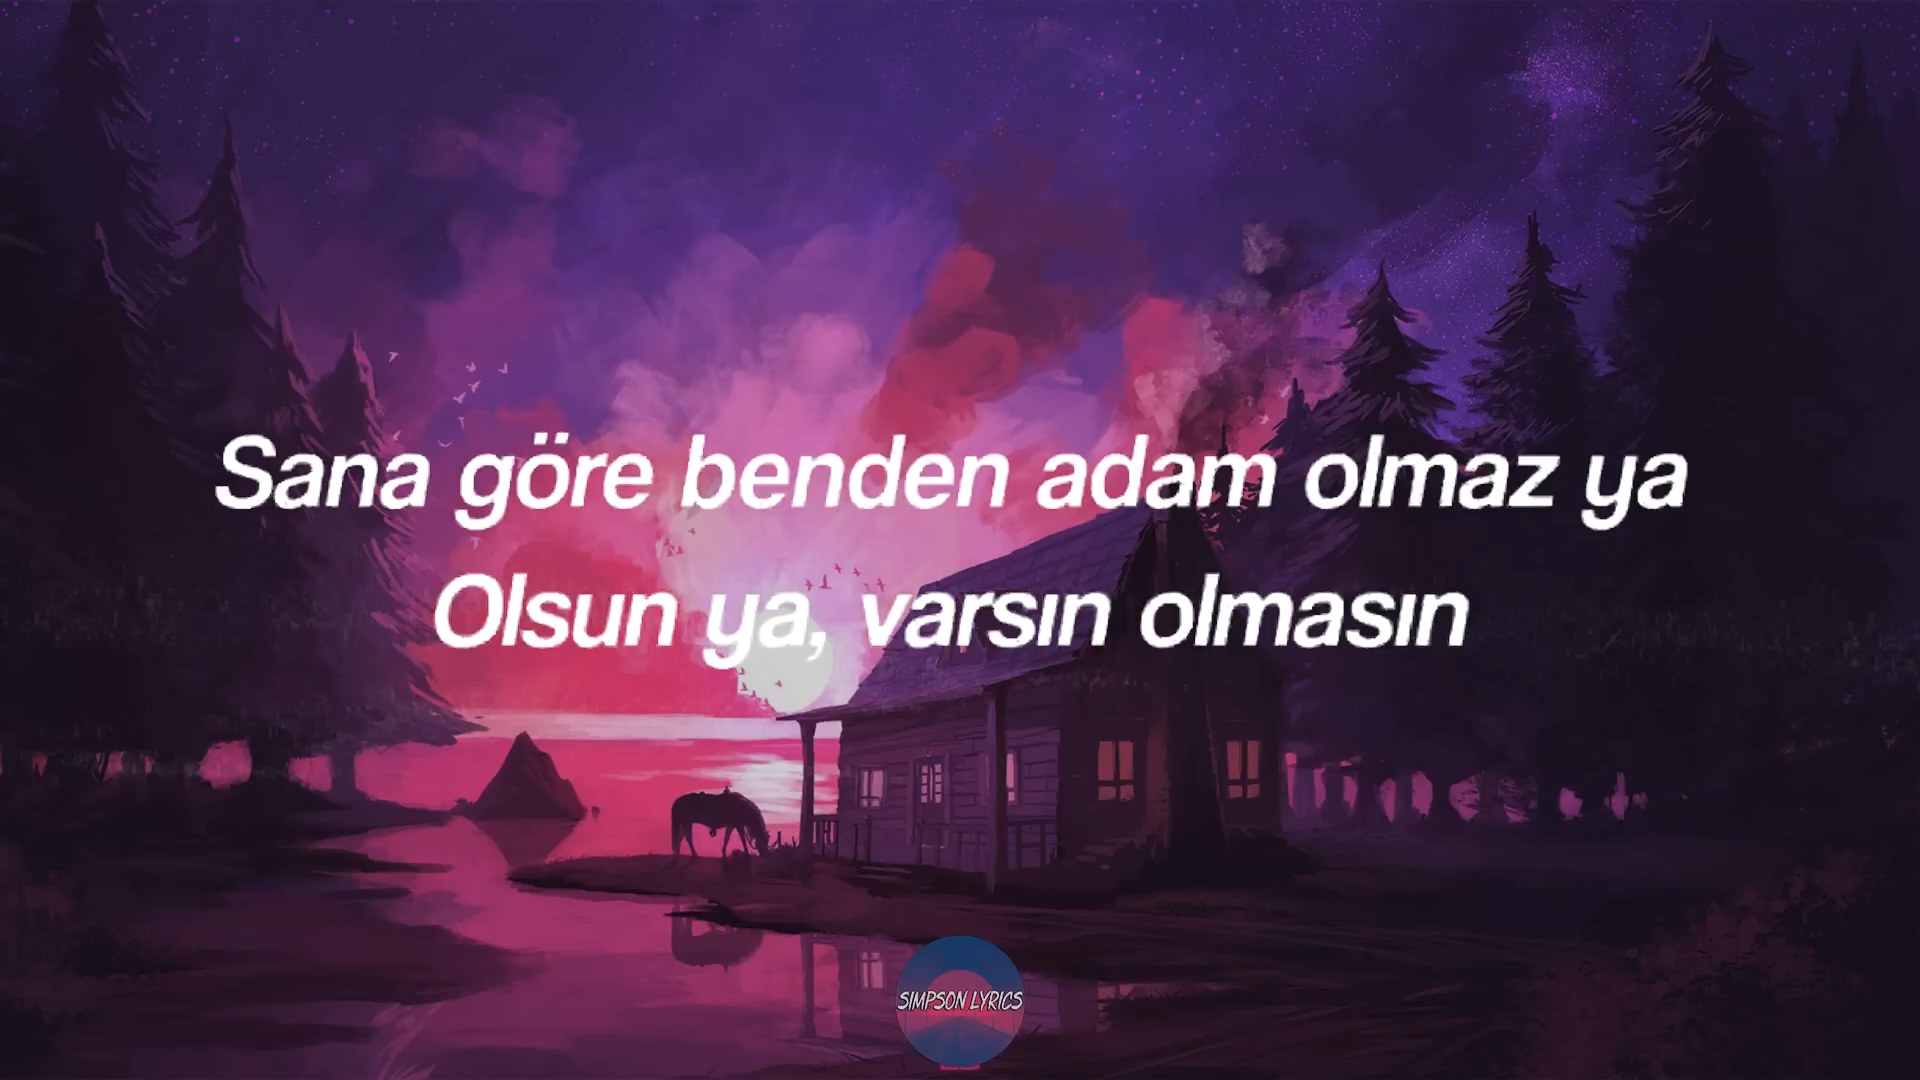 Sana göre benden adam olmaz ya
Olsun ya, varsın olmasın
SIMPSON LYRICS